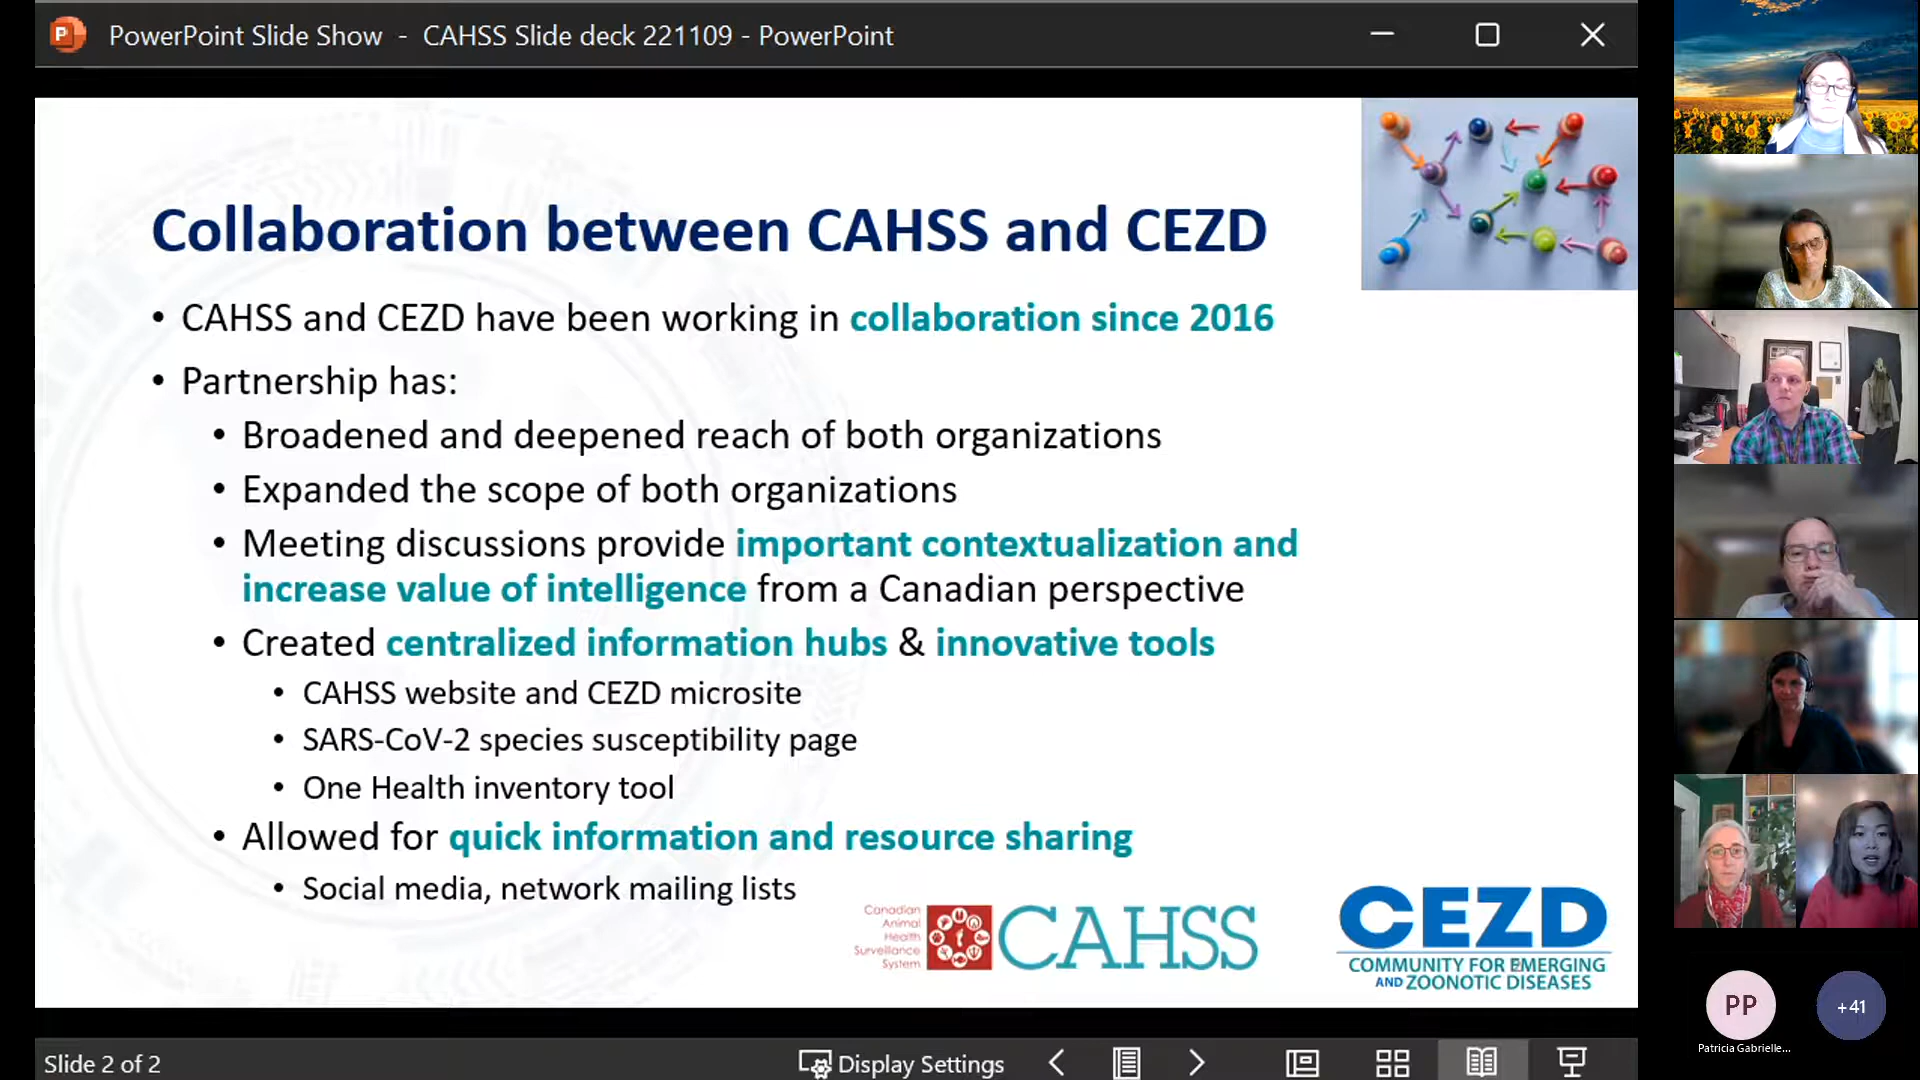 PowerPoint Slide Show - CAHSS Slide deck 221109 - PowerPoint
Collaboration between CAHSS and CEZD
• CAHSS and CEZD have been working in collaboration since 2016
• Partnership has:
• Broadened and deepened reach of both organizations
• Expanded the scope of both organizations
• Meeting discussions provide important contextualization and
increase value of intelligence from a Canadian perspective
• Created centralized information hubs & innovative tools
• CAHSS website and CEZD microsite
• SARS-CoV-2 species susceptibility page
• One Health inventory tool
• Allowed for quick information and resource sharing
• Social media, network mailing lists
Canadian
Animal
Health
Surveillance
System
CAHSS
CEZD
COMMUNITY FOR EMERGING
AND ZOONOTIC DISEASES
PP
+41
Patricia Gabrielle...
Slide 2 of 2
Display Settings